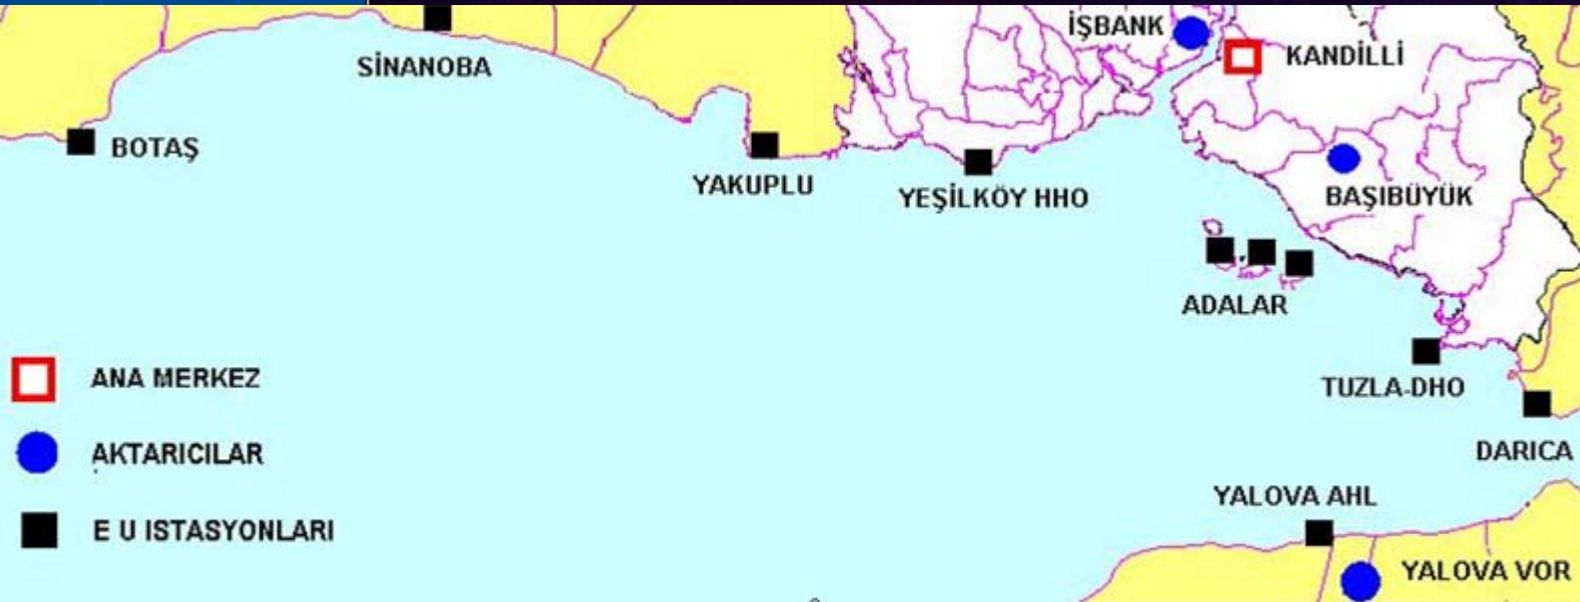 İŞBANK
KANDİLLİ
SİNANOBA
BOTAŞ
YAKUPLU
YEŞİLKÖY HHO
BAŞIBÜYÜK
ADALAR
ANA MERKEZ
TUZLA-DHO
AKTARICILAR
DARICA
YALOVA AHL
E U ISTASYONLARI
YALOVA VOR